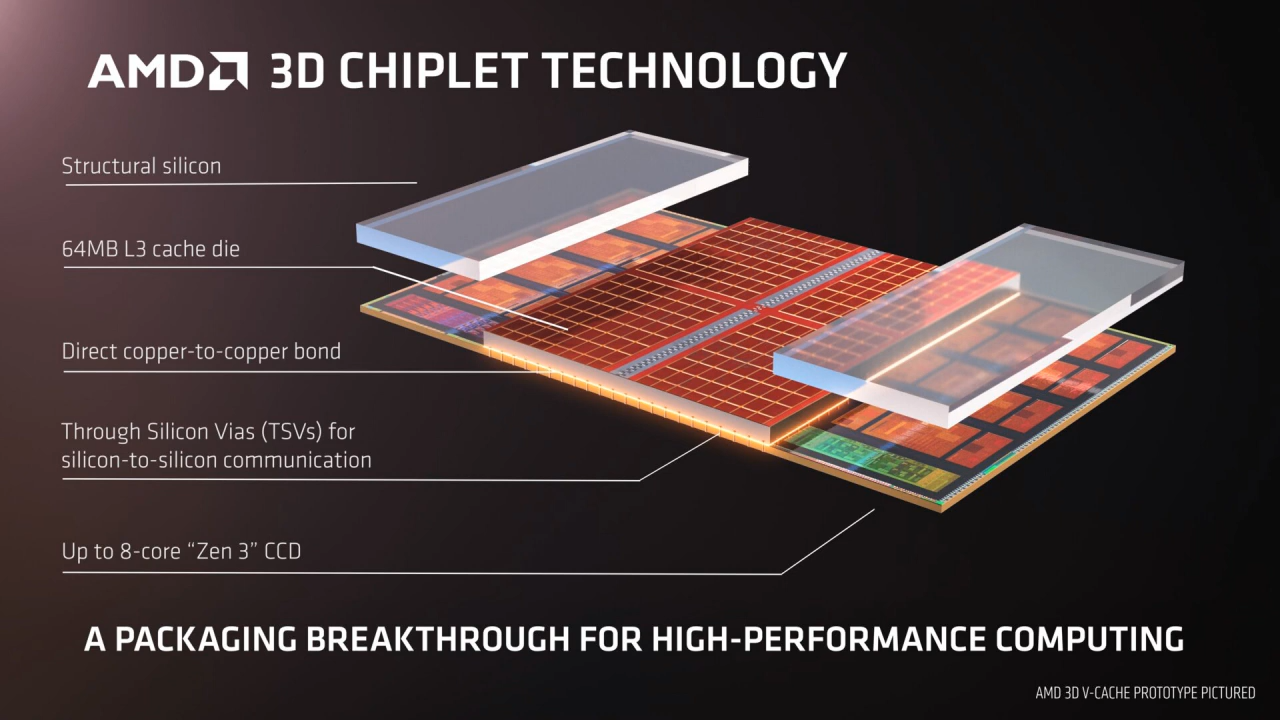 AMD 3D CHIPLET TECHNOLOGY
Structural silicon
64MB L3 cache die
Direct copper-to-copper bond
Through Silicon Vias (TSVs) for
silicon-to-silicon communication
Up to 8-core “Zen 3” CCD
A PACKAGING BREAKTHROUGH FOR HIGH-PERFORMANCE COMPUTING
AMD 3D V-CACHE PROTOTYPE PICTURED